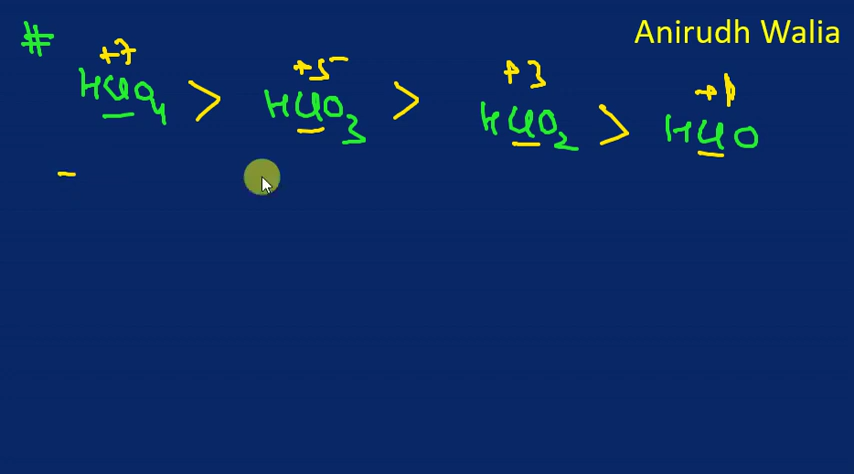 Anirudh Walia
# +7 +5 +3 +1
HClO4 > HClO3 > HClO2 > HClO
-